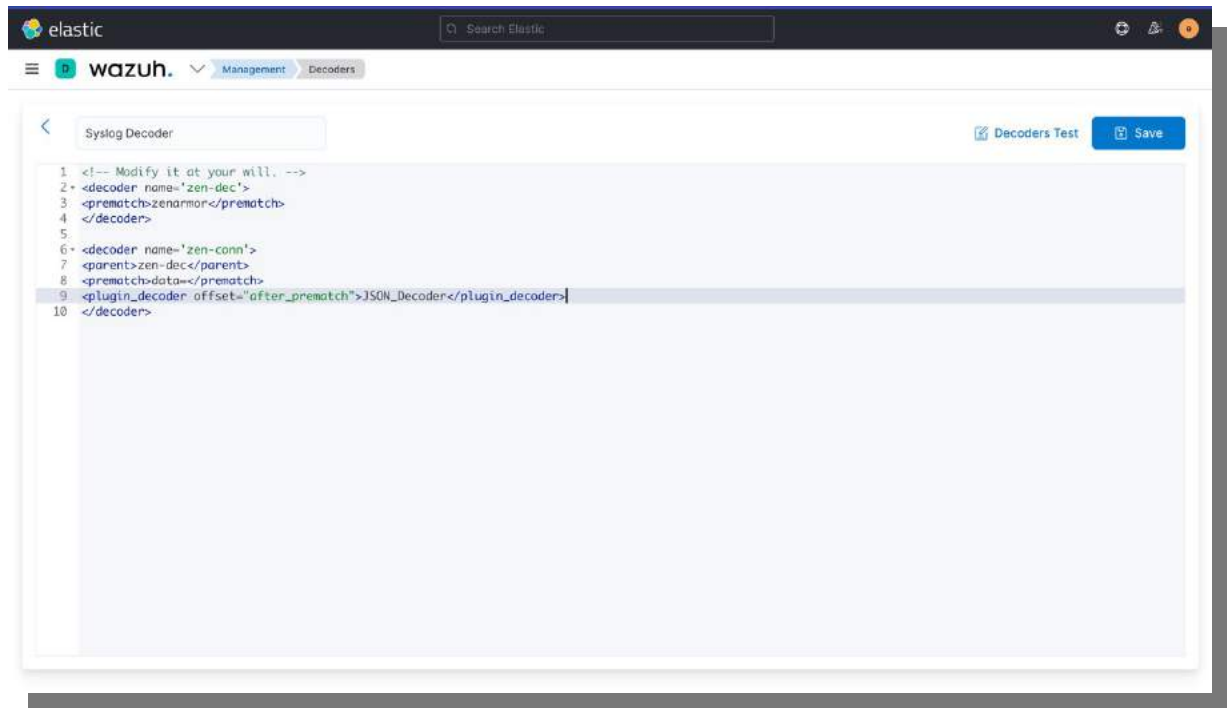 elastic
Search Elastic
D wazuh. Management Decoders
Syslog Decoder
Decoders Test
Save
1 <!-- Modify it at your will. -->
2 <decoder name='zen-dec'>
3 <prematch>zenarmor</prematch>
4 </decoder>
5
6 <decoder name='zen-conn'>
7 <parent>zen-dec</parent>
8 <prematch>data=</prematch>
9 <plugin_decoder offset="after_prematch">JSON_Decoder</plugin_decoder>
10 </decoder>